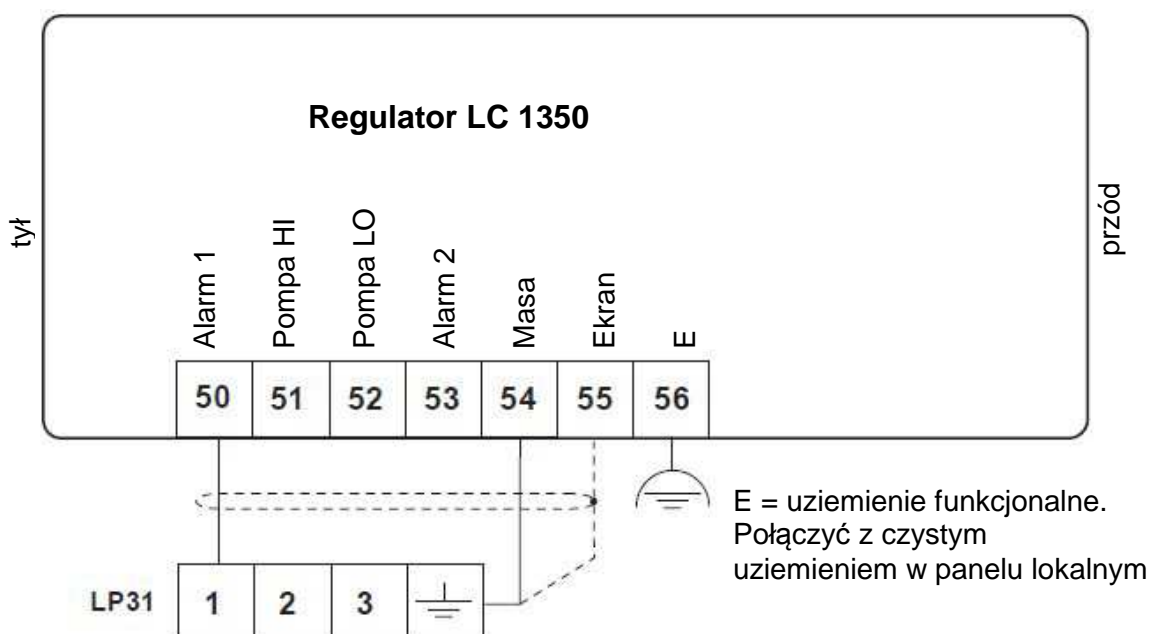 Regulator LC 1350
tył
przód
Alarm 1
Pompa HI
Pompa LO
Alarm 2
Masa
Ekran
E
50 51 52 53 54 55 56
E = uziemienie funkcjonalne.
Połączyć z czystym
uziemieniem w panelu lokalnym
LP31 1 2 3